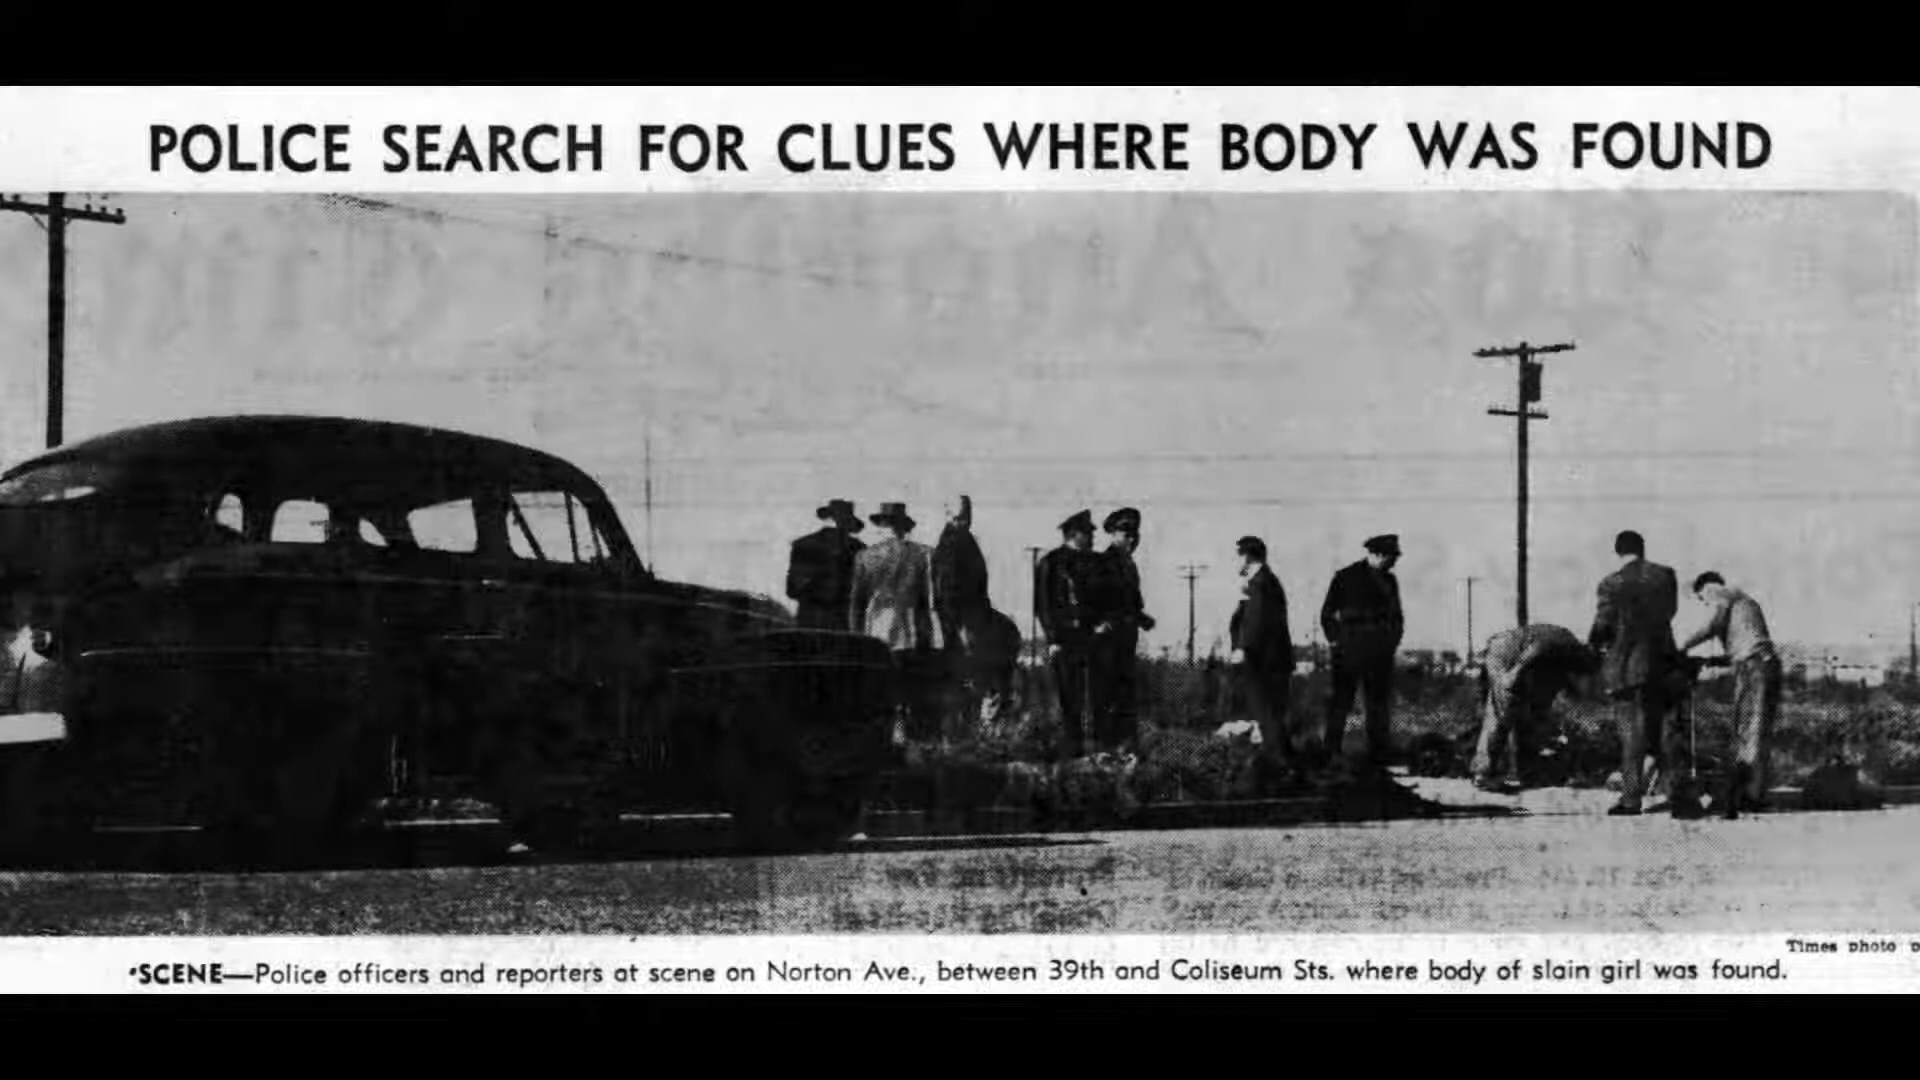 POLICE SEARCH FOR CLUES WHERE BODY WAS FOUND
Times photo
•SCENE—Police officers and reporters at scene on Norton Ave., between 39th and Coliseum Sts. where body of slain girl was found.